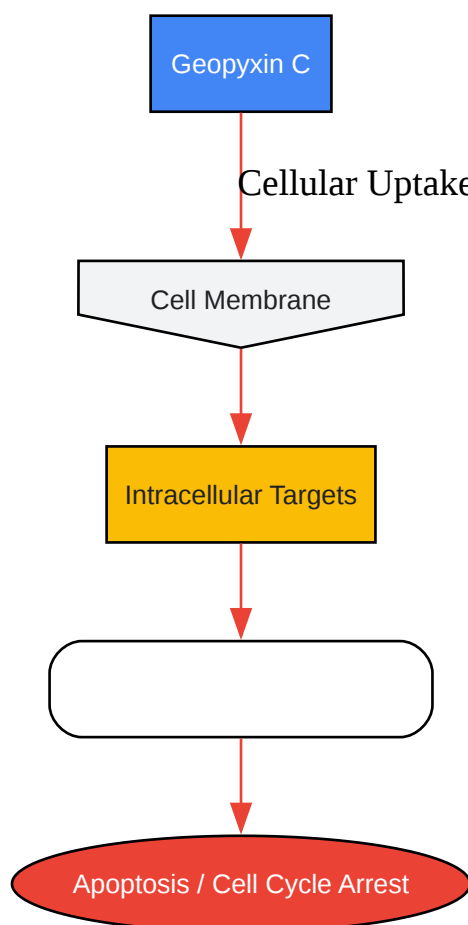 Geopyxin C
Cellular Uptake
Cell Membrane
Intracellular Targets
Apoptosis / Cell Cycle Arrest